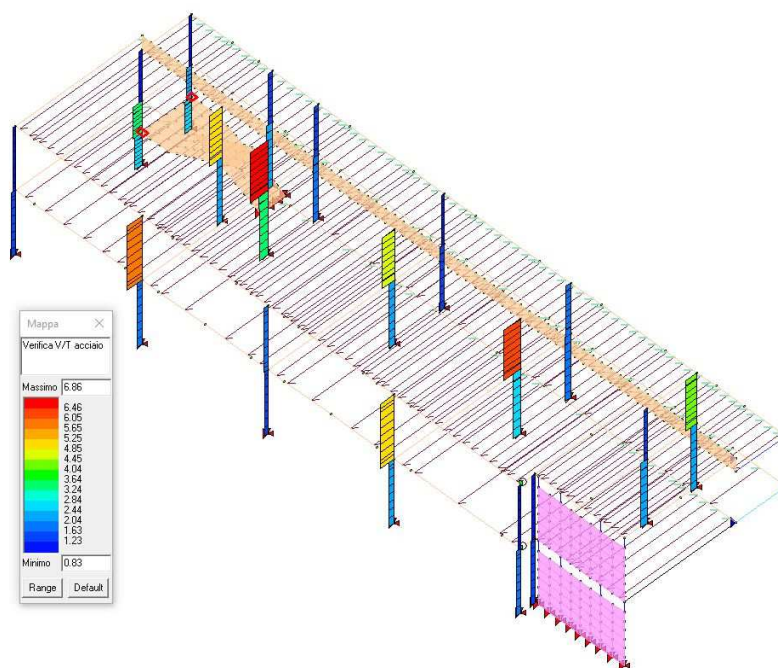 Mappa
Verifica V/T acciaio
Massimo 6.86
6.46
6.05
5.65
5.25
4.85
4.45
4.04
3.64
3.24
2.84
2.44
2.04
1.63
1.23
Minimo 0.83
Range Default